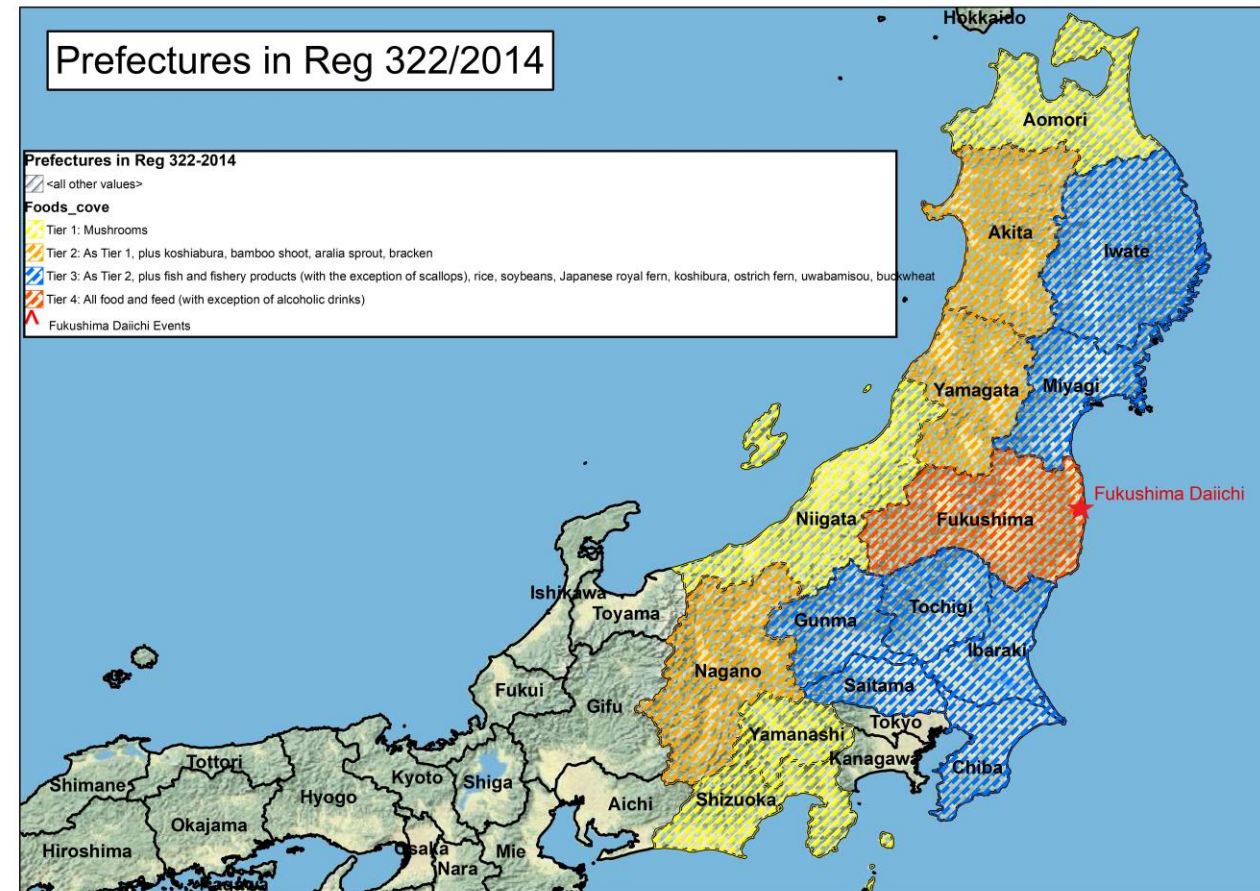 Hokkaido
Prefectures in Reg 322/2014
Prefectures in Reg 322-2014
<all other values>
Foods_cove
Tier 1: Mushrooms
Tier 2: As Tier 1, plus koshiabura, bamboo shoot, aralia sprout, bracken
Tier 3: As Tier 2, plus fish and fishery products (with the exception of scallops), rice, soybeans, Japanese royal fern, koshibura, ostrich fern, uwabamisou, buckwheat
Tier 4: All food and feed (with exception of alcoholic drinks)
Fukushima Daiichi Events
Aomori
Akita
Iwate
Yamagata
Miyagi
Fukushima Daiichi
Niigata
Fukushima
Ishikawa
Toyama
Gunma
Tochigi
Ibaraki
Nagano
Saitama
Fukui
Gifu
Tokyo
Yamanashi
Kanagawa
Chiba
Shimane
Tottori
Hyogo
Kyoto
Shiga
Aichi
Shizuoka
Okajama
Hiroshima
Osaka
Mie
Nara
Kagawa